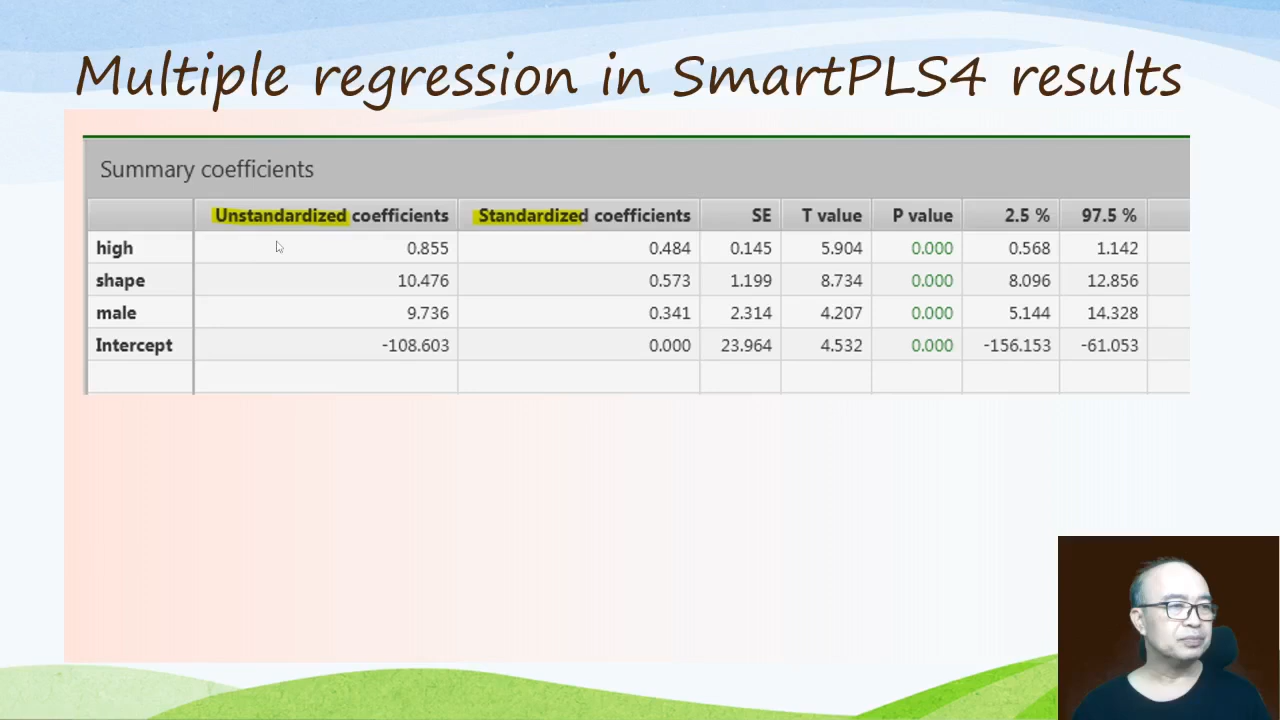 Multiple regression in SmartPLS4 results
Summary coefficients
Unstandardized coefficients Standardized coefficients SE T value P value 2.5 % 97.5 %
high 0.855 0.484 0.145 5.904 0.000 0.568 1.142
shape 10.476 0.573 1.199 8.734 0.000 8.096 12.856
male 9.736 0.341 2.314 4.207 0.000 5.144 14.328
Intercept -108.603 0.000 23.964 4.532 0.000 -156.153 -61.053